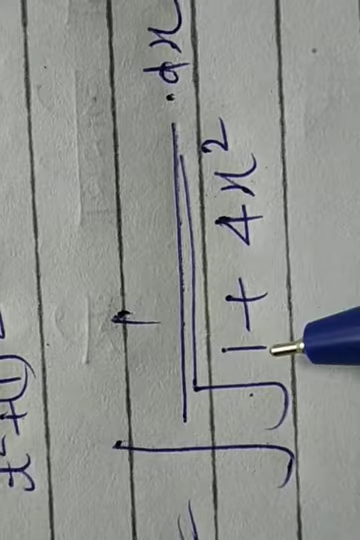 ∫ 1/√(1 + 4x²) · dx